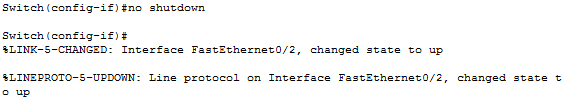 Switch(config-if)#no shutdown
Switch(config-if)#
%LINK-5-CHANGED: Interface FastEthernet0/2, changed state to up
%LINEPROTO-5-UPDOWN: Line protocol on Interface FastEthernet0/2, changed state t
o up